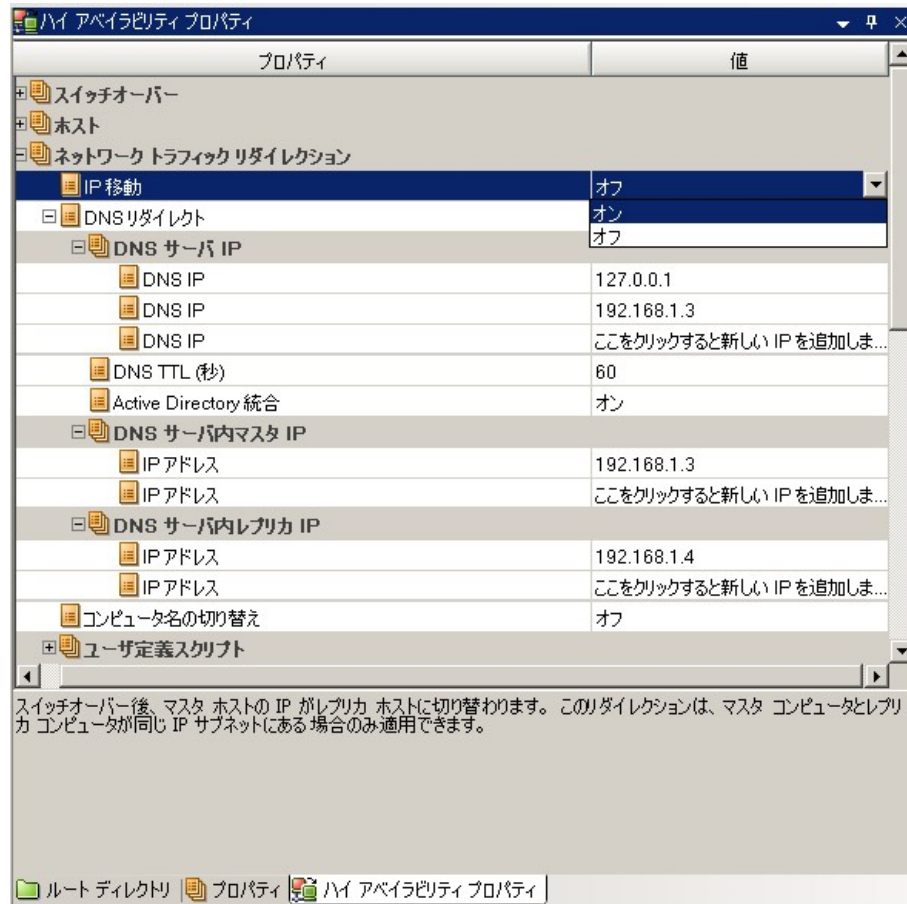 ハイ アベイラビリティ プロパティ
プロパティ 値
スイッチオーバー
ホスト
ネットワーク トラフィック リダイレクション
IP 移動 オフ
オン
オフ
DNS リダイレクト
DNS サーバ IP
DNS IP 127.0.0.1
DNS IP 192.168.1.3
DNS IP ここをクリックすると新しい IP を追加しま...
DNS TTL (秒) 60
Active Directory 統合 オン
DNS サーバ内マスタ IP
IP アドレス 192.168.1.3
IP アドレス ここをクリックすると新しい IP を追加しま...
DNS サーバ内レプリカ IP
IP アドレス 192.168.1.4
IP アドレス ここをクリックすると新しい IP を追加しま...
コンピュータ名の切り替え オフ
ユーザ定義スクリプト
スイッチオーバー後、マスタ ホストの IP がレプリカ ホストに切り替わります。 このリダイレクションは、マスタ コンピュータとレプリ
カ コンピュータが同じ IP サブネットにある場合のみ適用できます。
ルート ディレクトリ プロパティ ハイ アベイラビリティ プロパティ